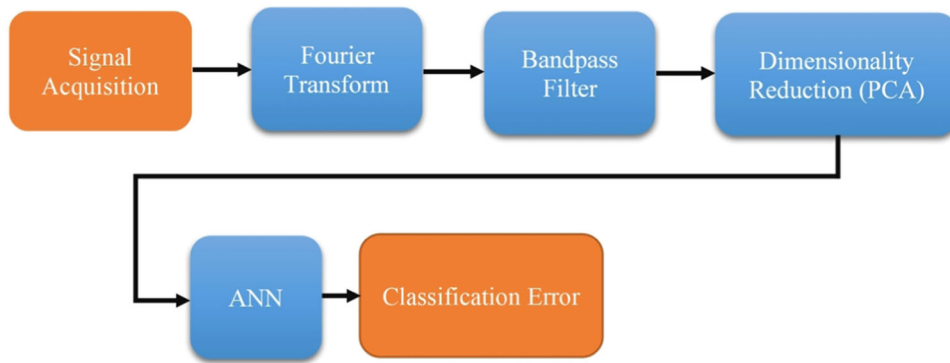 Signal
Acquisition
Fourier
Transform
Bandpass
Filter
Dimensionality
Reduction (PCA)
ANN
Classification Error